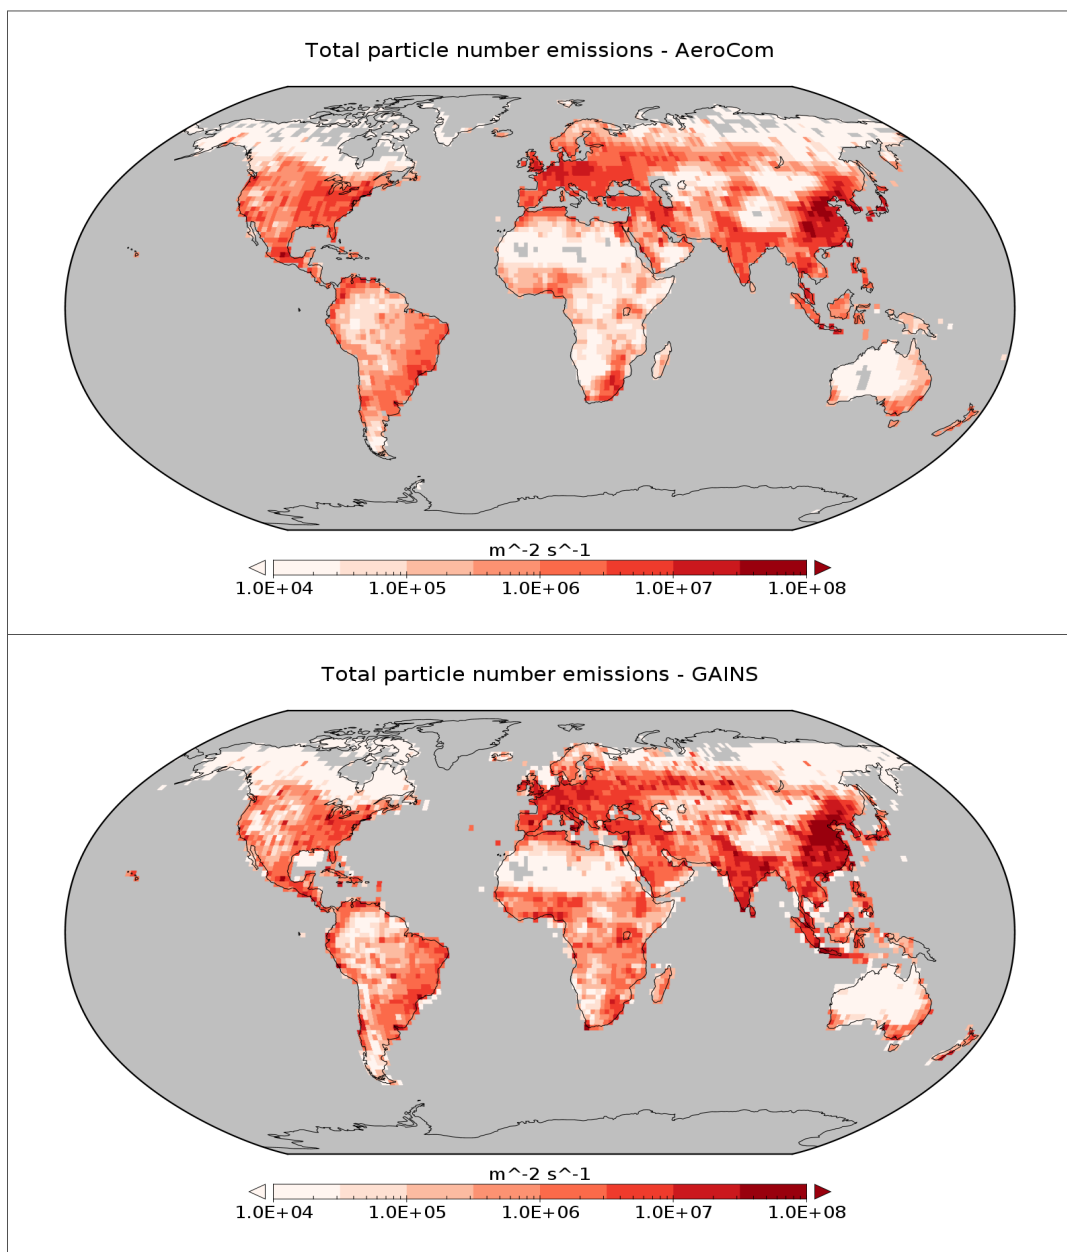 Total particle number emissions - AeroCom
m^-2 s^-1
1.0E+04 1.0E+05 1.0E+06 1.0E+07 1.0E+08
Total particle number emissions - GAINS
m^-2 s^-1
1.0E+04 1.0E+05 1.0E+06 1.0E+07 1.0E+08